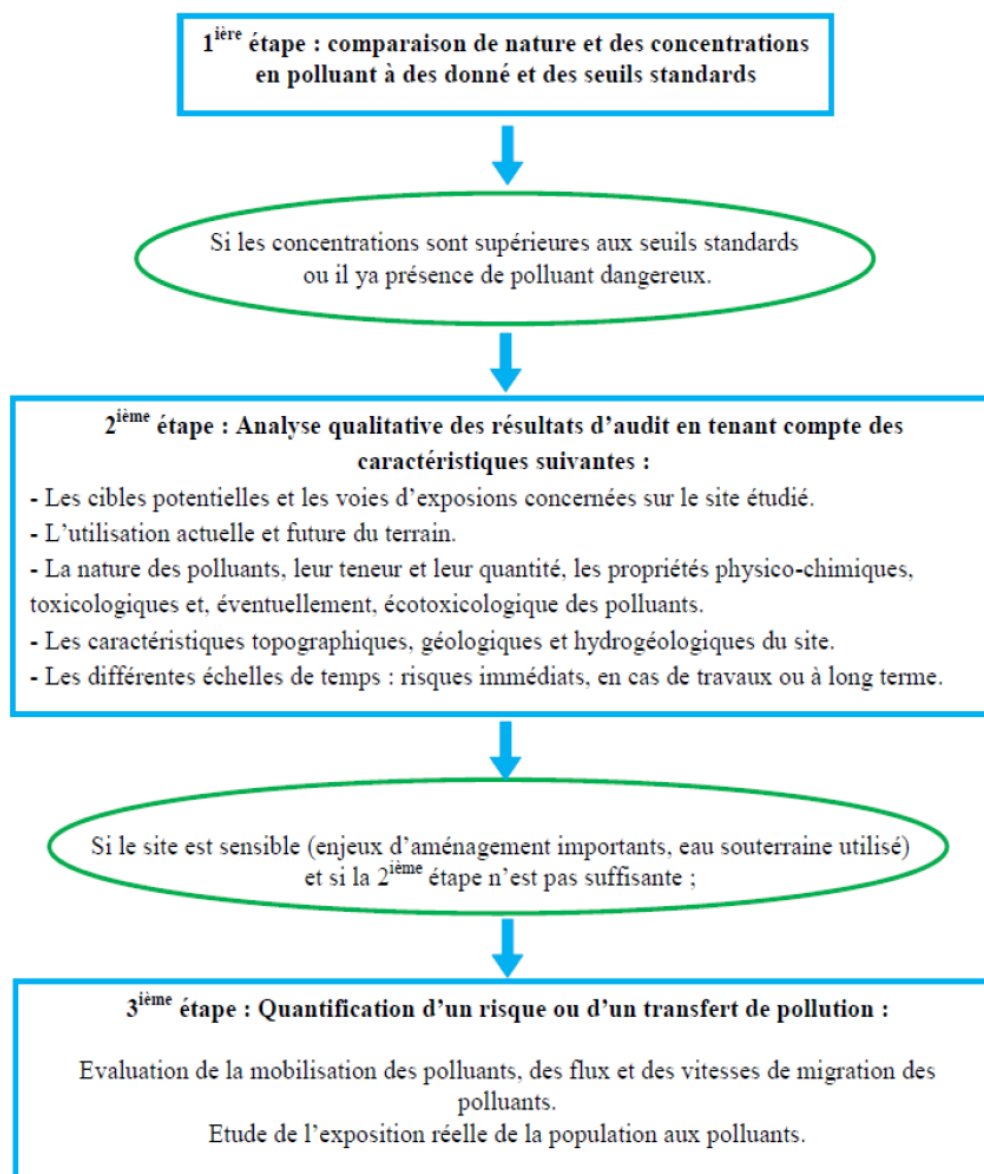 1ière étape : comparaison de nature et des concentrations
en polluant à des donné et des seuils standards
Si les concentrations sont supérieures aux seuils standards
ou il ya présence de polluant dangereux.
2ième étape : Analyse qualitative des résultats d’audit en tenant compte des
caractéristiques suivantes :
- Les cibles potentielles et les voies d’exposions concernées sur le site étudié.
- L’utilisation actuelle et future du terrain.
- La nature des polluants, leur teneur et leur quantité, les propriétés physico-chimiques,
toxicologiques et, éventuellement, écotoxicologique des polluants.
- Les caractéristiques topographiques, géologiques et hydrogéologiques du site.
- Les différentes échelles de temps : risques immédiats, en cas de travaux ou à long terme.
Si le site est sensible (enjeux d’aménagement importants, eau souterraine utilisé)
et si la 2ième étape n’est pas suffisante ;
3ième étape : Quantification d’un risque ou d’un transfert de pollution :
Evaluation de la mobilisation des polluants, des flux et des vitesses de migration des
polluants.
Etude de l’exposition réelle de la population aux polluants.